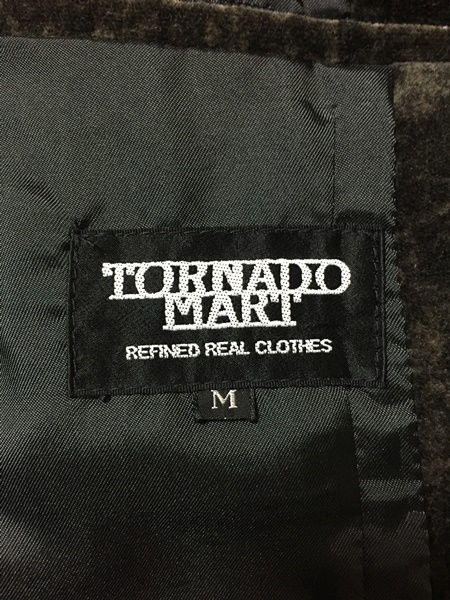 TORNADO
MART
REFINED REAL CLOTHES
M